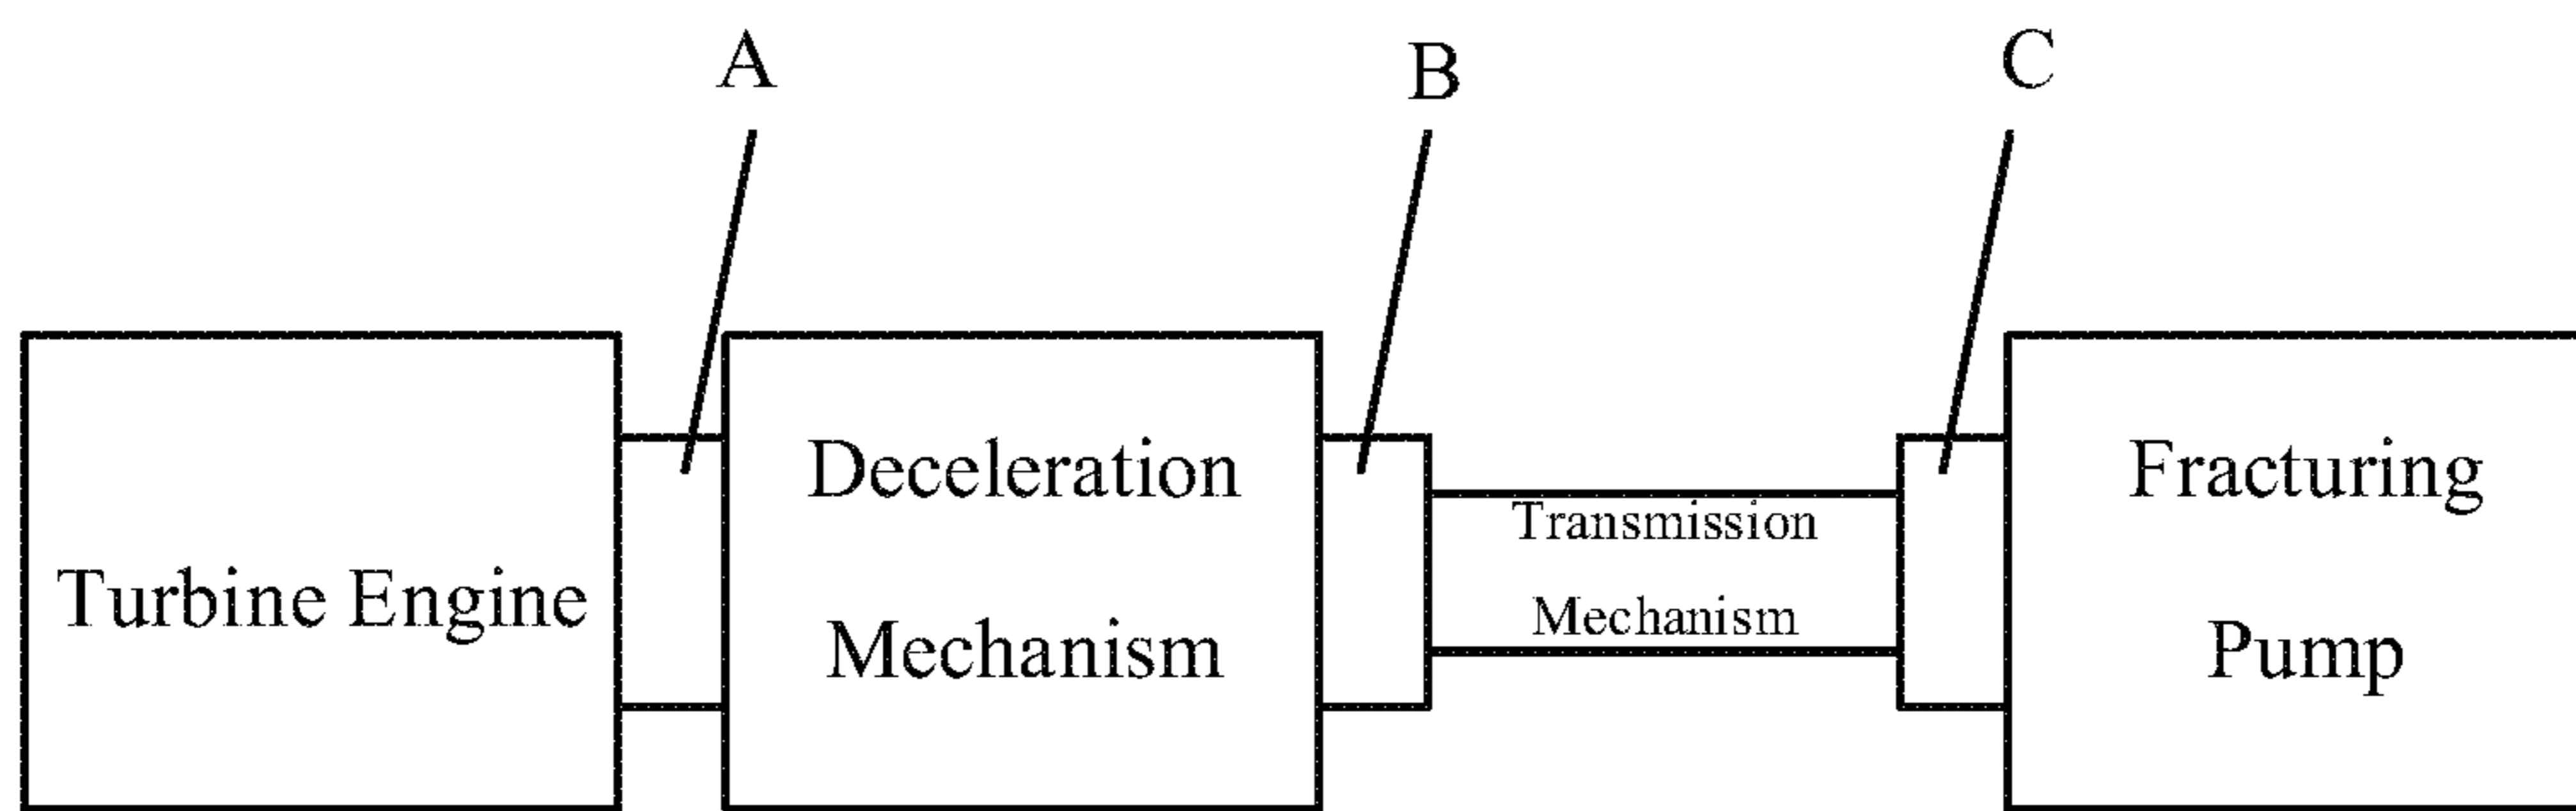 A
B
C
Turbine Engine
Deceleration
Mechanism
Transmission
Mechanism
Fracturing
Pump